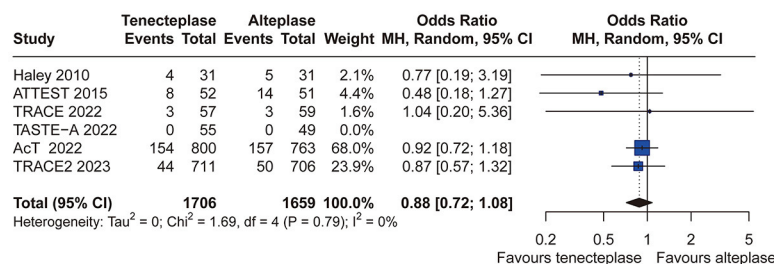 Tenecteplase Alteplase Odds Ratio Odds Ratio
Study Events Total Events Total Weight MH, Random, 95% CI MH, Random, 95% CI
Haley 2010 4 31 5 31 2.1% 0.77 [0.19; 3.19]
ATTEST 2015 8 52 14 51 4.4% 0.48 [0.18; 1.27]
TRACE 2022 3 57 3 59 1.6% 1.04 [0.20; 5.36]
TASTE−A 2022 0 55 0 49 0.0%
AcT 2022 154 800 157 763 68.0% 0.92 [0.72; 1.18]
TRACE2 2023 44 711 50 706 23.9% 0.87 [0.57; 1.32]
Total (95% CI) 1706 1659 100.0% 0.88 [0.72; 1.08]
Heterogeneity: Tau² = 0; Chi² = 1.69, df = 4 (P = 0.79); I² = 0%
0.2 0.5 1 2 5
Favours tenecteplase Favours alteplase